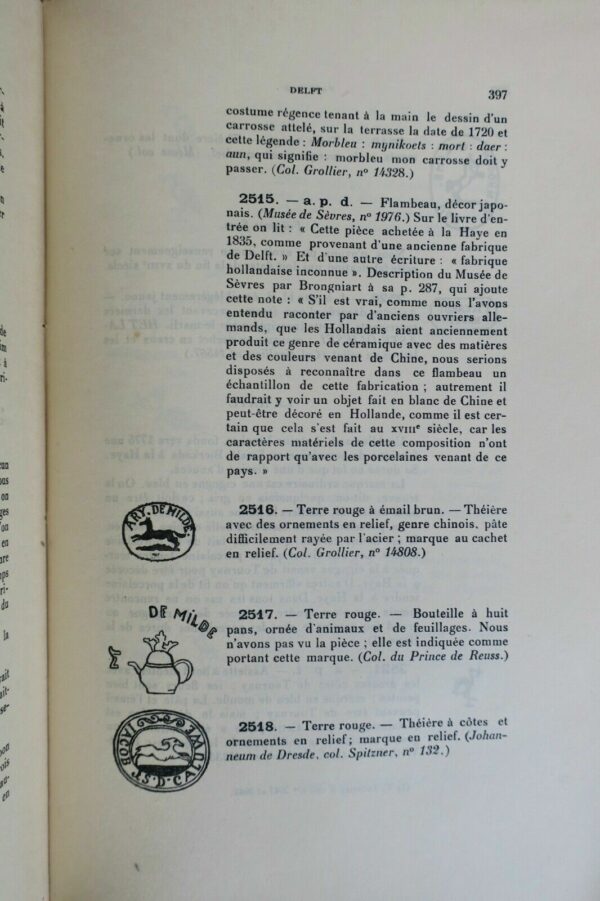 DELFT
397
costume régence tenant à la main le dessin d'un
carrosse attelé, sur la terrasse la date de 1720 et
cette légende : Morbleu : mynikoets : mort : daer :
aun, qui signifie : morbleu mon carrosse doit y
passer. (Col. Grollier, nº 14328.)
2515. — a. p. d. — Flambeau, décor japo-
nais. (Musée de Sèvres, nº 1976.) Sur le livre d'en-
trée on lit : « Cette pièce achetée à la Haye en
1835, comme provenant d'une ancienne fabrique
de Delft. » Et d'une autre écriture : « fabrique
hollandaise inconnue ». Description du Musée de
Sèvres par Brongniart à sa p. 287, qui ajoute
cette note : « S'il est vrai, comme nous l'avons
entendu raconter par d'anciens ouvriers alle-
mands, que les Hollandais aient anciennement
produit ce genre de céramique avec des matières
et des couleurs venant de Chine, nous serions
disposés à reconnaître dans ce flambeau un
échantillon de cette fabrication ; autrement il
faudrait y voir un objet fait en blanc de Chine et
peut-être décoré en Hollande, comme il est cer-
tain que cela s'est fait au XVIIIe siècle, car les
caractères matériels de cette composition n'ont
de rapport qu'avec les porcelaines venant de ce
pays. »
ARY. DE MILDE.
2516. — Terre rouge à émail brun. — Théière
avec des ornements en relief, genre chinois, pâte
difficilement rayée par l'acier ; marque au cachet
en relief. (Col. Grollier, nº 14808.)
DE MILDE
2517. — Terre rouge. — Bouteille à huit
pans, ornée d'animaux et de feuillages. Nous
n'avons pas vu la pièce ; elle est indiquée comme
portant cette marque. (Col. du Prince de Reuss.)
JACOBUS·D·CALUWE
2518. — Terre rouge. — Théière à côtes et
ornements en relief ; marque en relief. (Johan-
neum de Dresde, col. Spitzner, nº 132.)